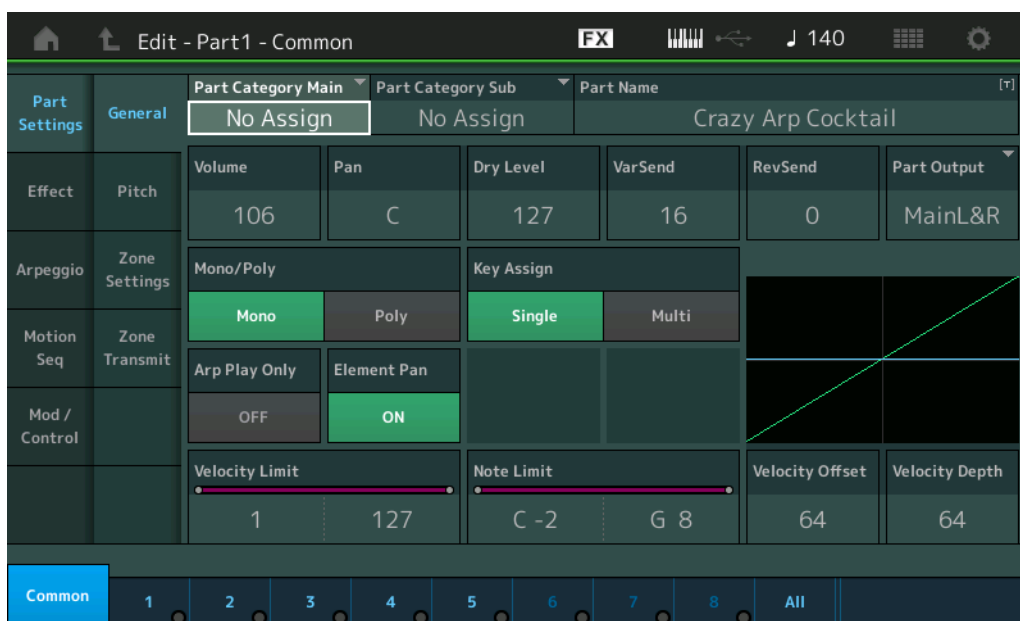 Edit - Part1 - Common FX ♩ 140
Part Settings
General
Part Category Main
No Assign
Part Category Sub
No Assign
Part Name
[T]
Crazy Arp Cocktail
Effect
Pitch
Volume
106
Pan
C
Dry Level
127
VarSend
16
RevSend
0
Part Output
MainL&R
Arpeggio
Zone Settings
Mono/Poly
Mono
Poly
Key Assign
Single
Multi
Motion Seq
Zone Transmit
Arp Play Only
OFF
Element Pan
ON
Mod / Control
Velocity Limit
1
127
Note Limit
C -2
G 8
Velocity Offset
64
Velocity Depth
64
Common 1 2 3 4 5 6 7 8 All